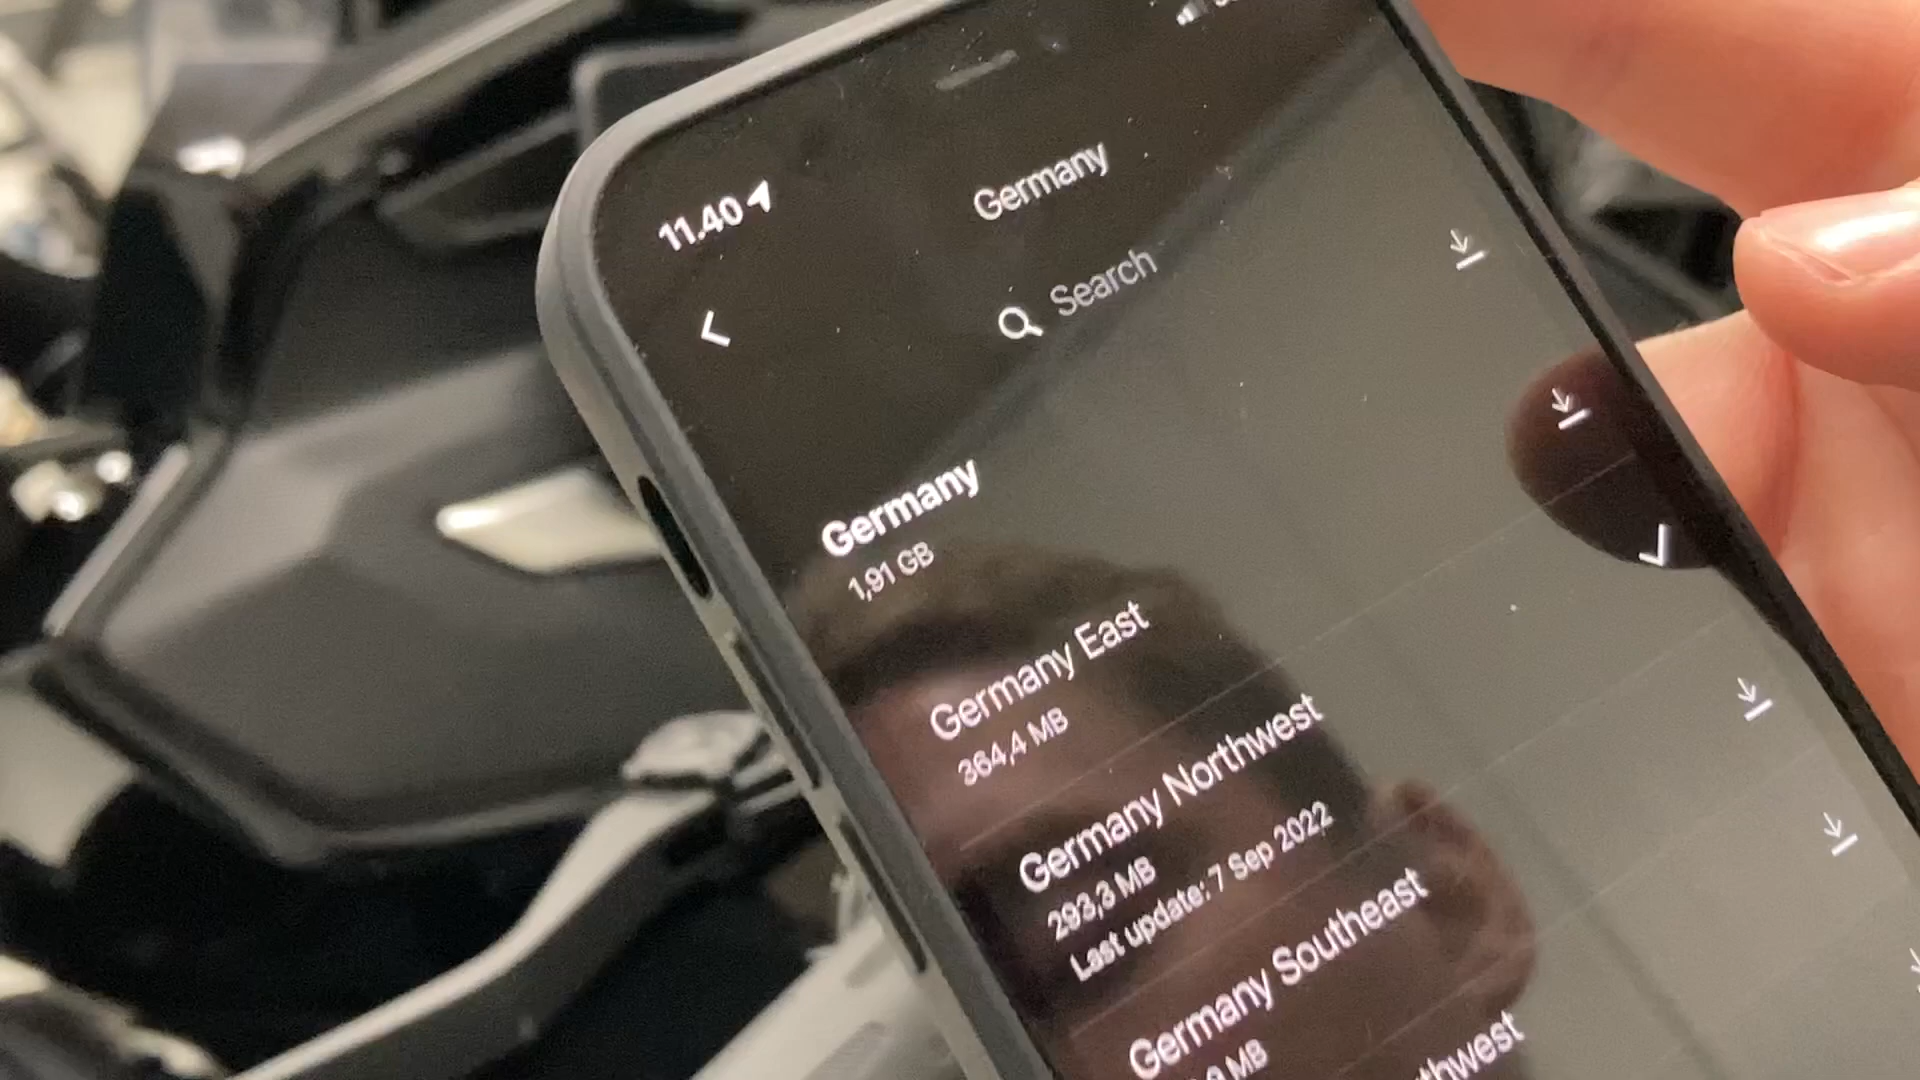 11.40
Germany
Search
Germany
1,91 GB
Germany East
364,4 MB
Germany Northwest
293,3 MB
Last update: 7 Sep 2022
Germany Southeast
MB